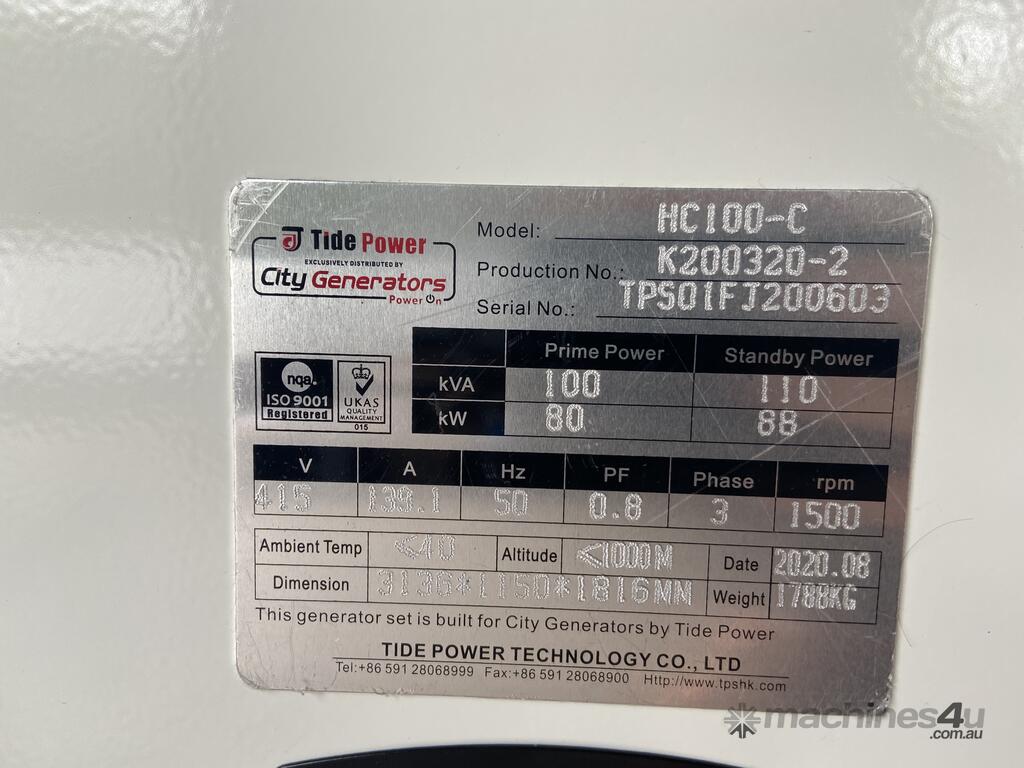 Tide Power
EXCLUSIVELY DISTRIBUTED BY
City Generators
Power On
Model: HC100-C
Production No.: K200320-2
Serial No.: TPS01FJ200603
nqa.
ISO 9001
Registered
UKAS
QUALITY
MANAGEMENT
015
Prime Power Standby Power
kVA 100 110
kW 80 88
V A Hz PF Phase rpm
415 139.1 50 0.8 3 1500
Ambient Temp <40 Altitude <1000M Date 2020.08
Dimension 3136*1150*1816MM Weight 1788KG
This generator set is built for City Generators by Tide Power
TIDE POWER TECHNOLOGY CO., LTD
Tel:+86 591 28068999 Fax:+86 591 28068900 Http://www.tpshk.com
machines4u
.com.au